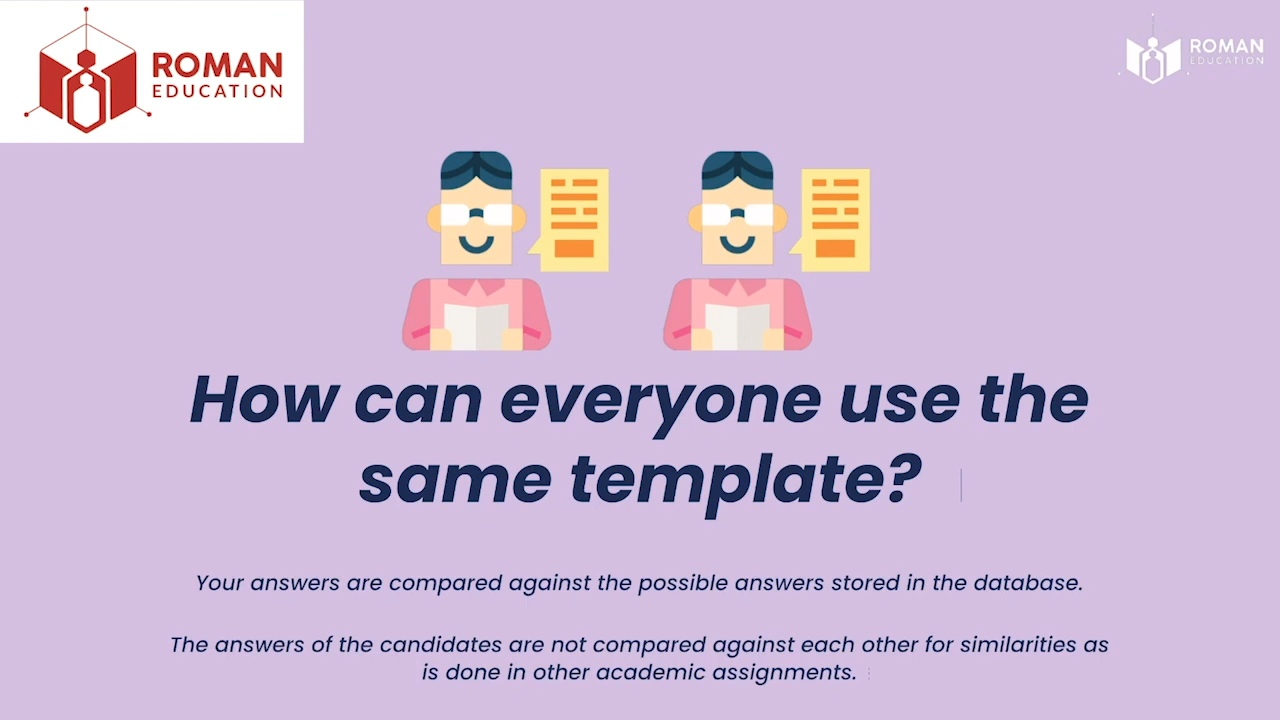 ROMAN
EDUCATION
ROMAN
EDUCATION
How can everyone use the
same template?
Your answers are compared against the possible answers stored in the database.
The answers of the candidates are not compared against each other for similarities as
is done in other academic assignments.